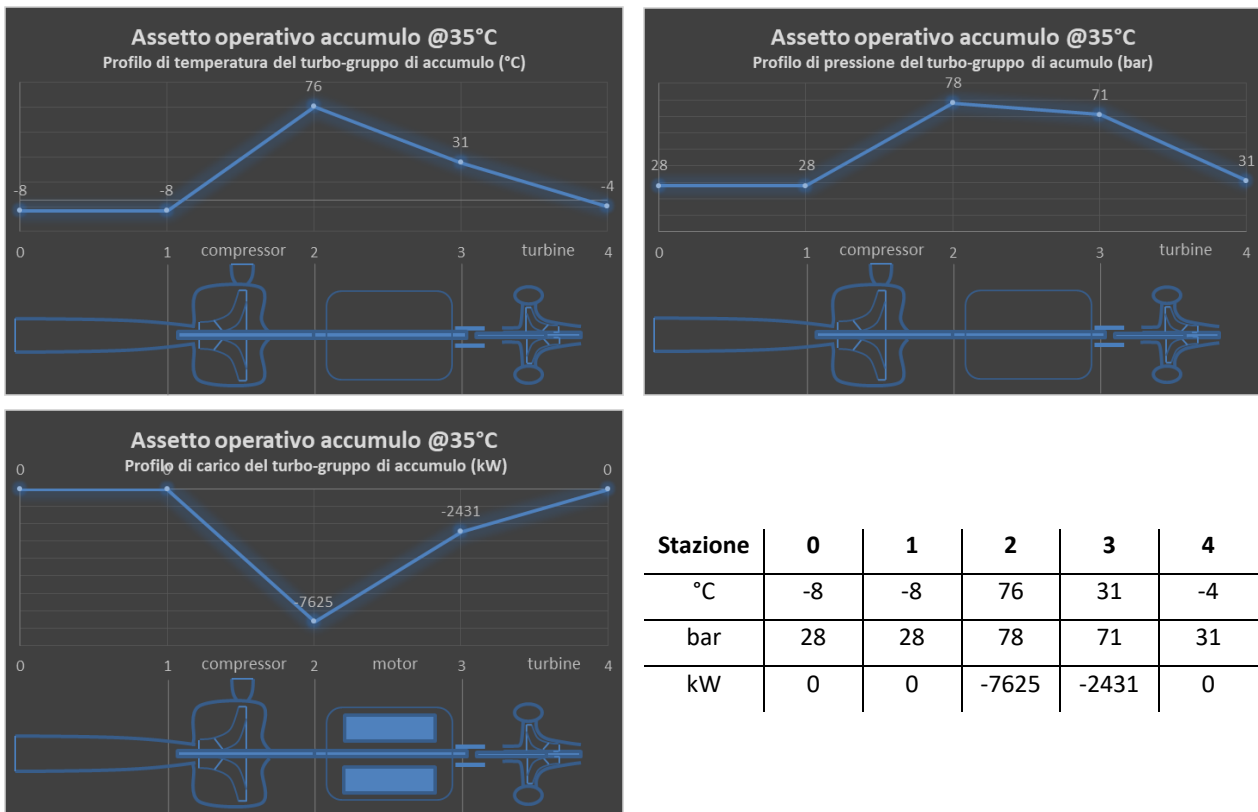 Assetto operativo accumulo @35°C
Profilo di temperatura del turbo-gruppo di accumulo (°C)
76
31
-8
-8
-4
0
1
compressor
2
3
turbine
4
Assetto operativo accumulo @35°C
Profilo di pressione del turbo-gruppo di acumulo (bar)
78
71
28
28
31
0
1
compressor
2
3
turbine
4
Assetto operativo accumulo @35°C
Profilo di carico del turbo-gruppo di accumulo (kW)
0
0
0
-2431
-7625
0
1
compressor
2
motor
3
turbine
4
Stazione 0 1 2 3 4
°C -8 -8 76 31 -4
bar 28 28 78 71 31
kW 0 0 -7625 -2431 0